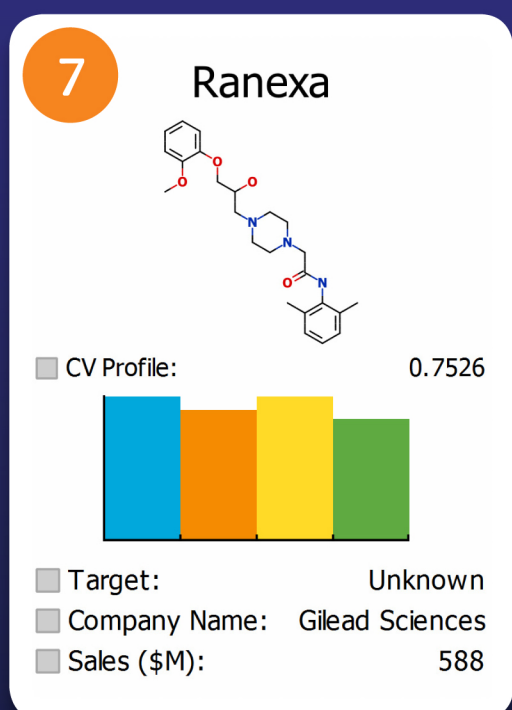 7
Ranexa
O
O
O
N
N
O
N
CV Profile: 0.7526
Target: Unknown
Company Name: Gilead Sciences
Sales ($M): 588